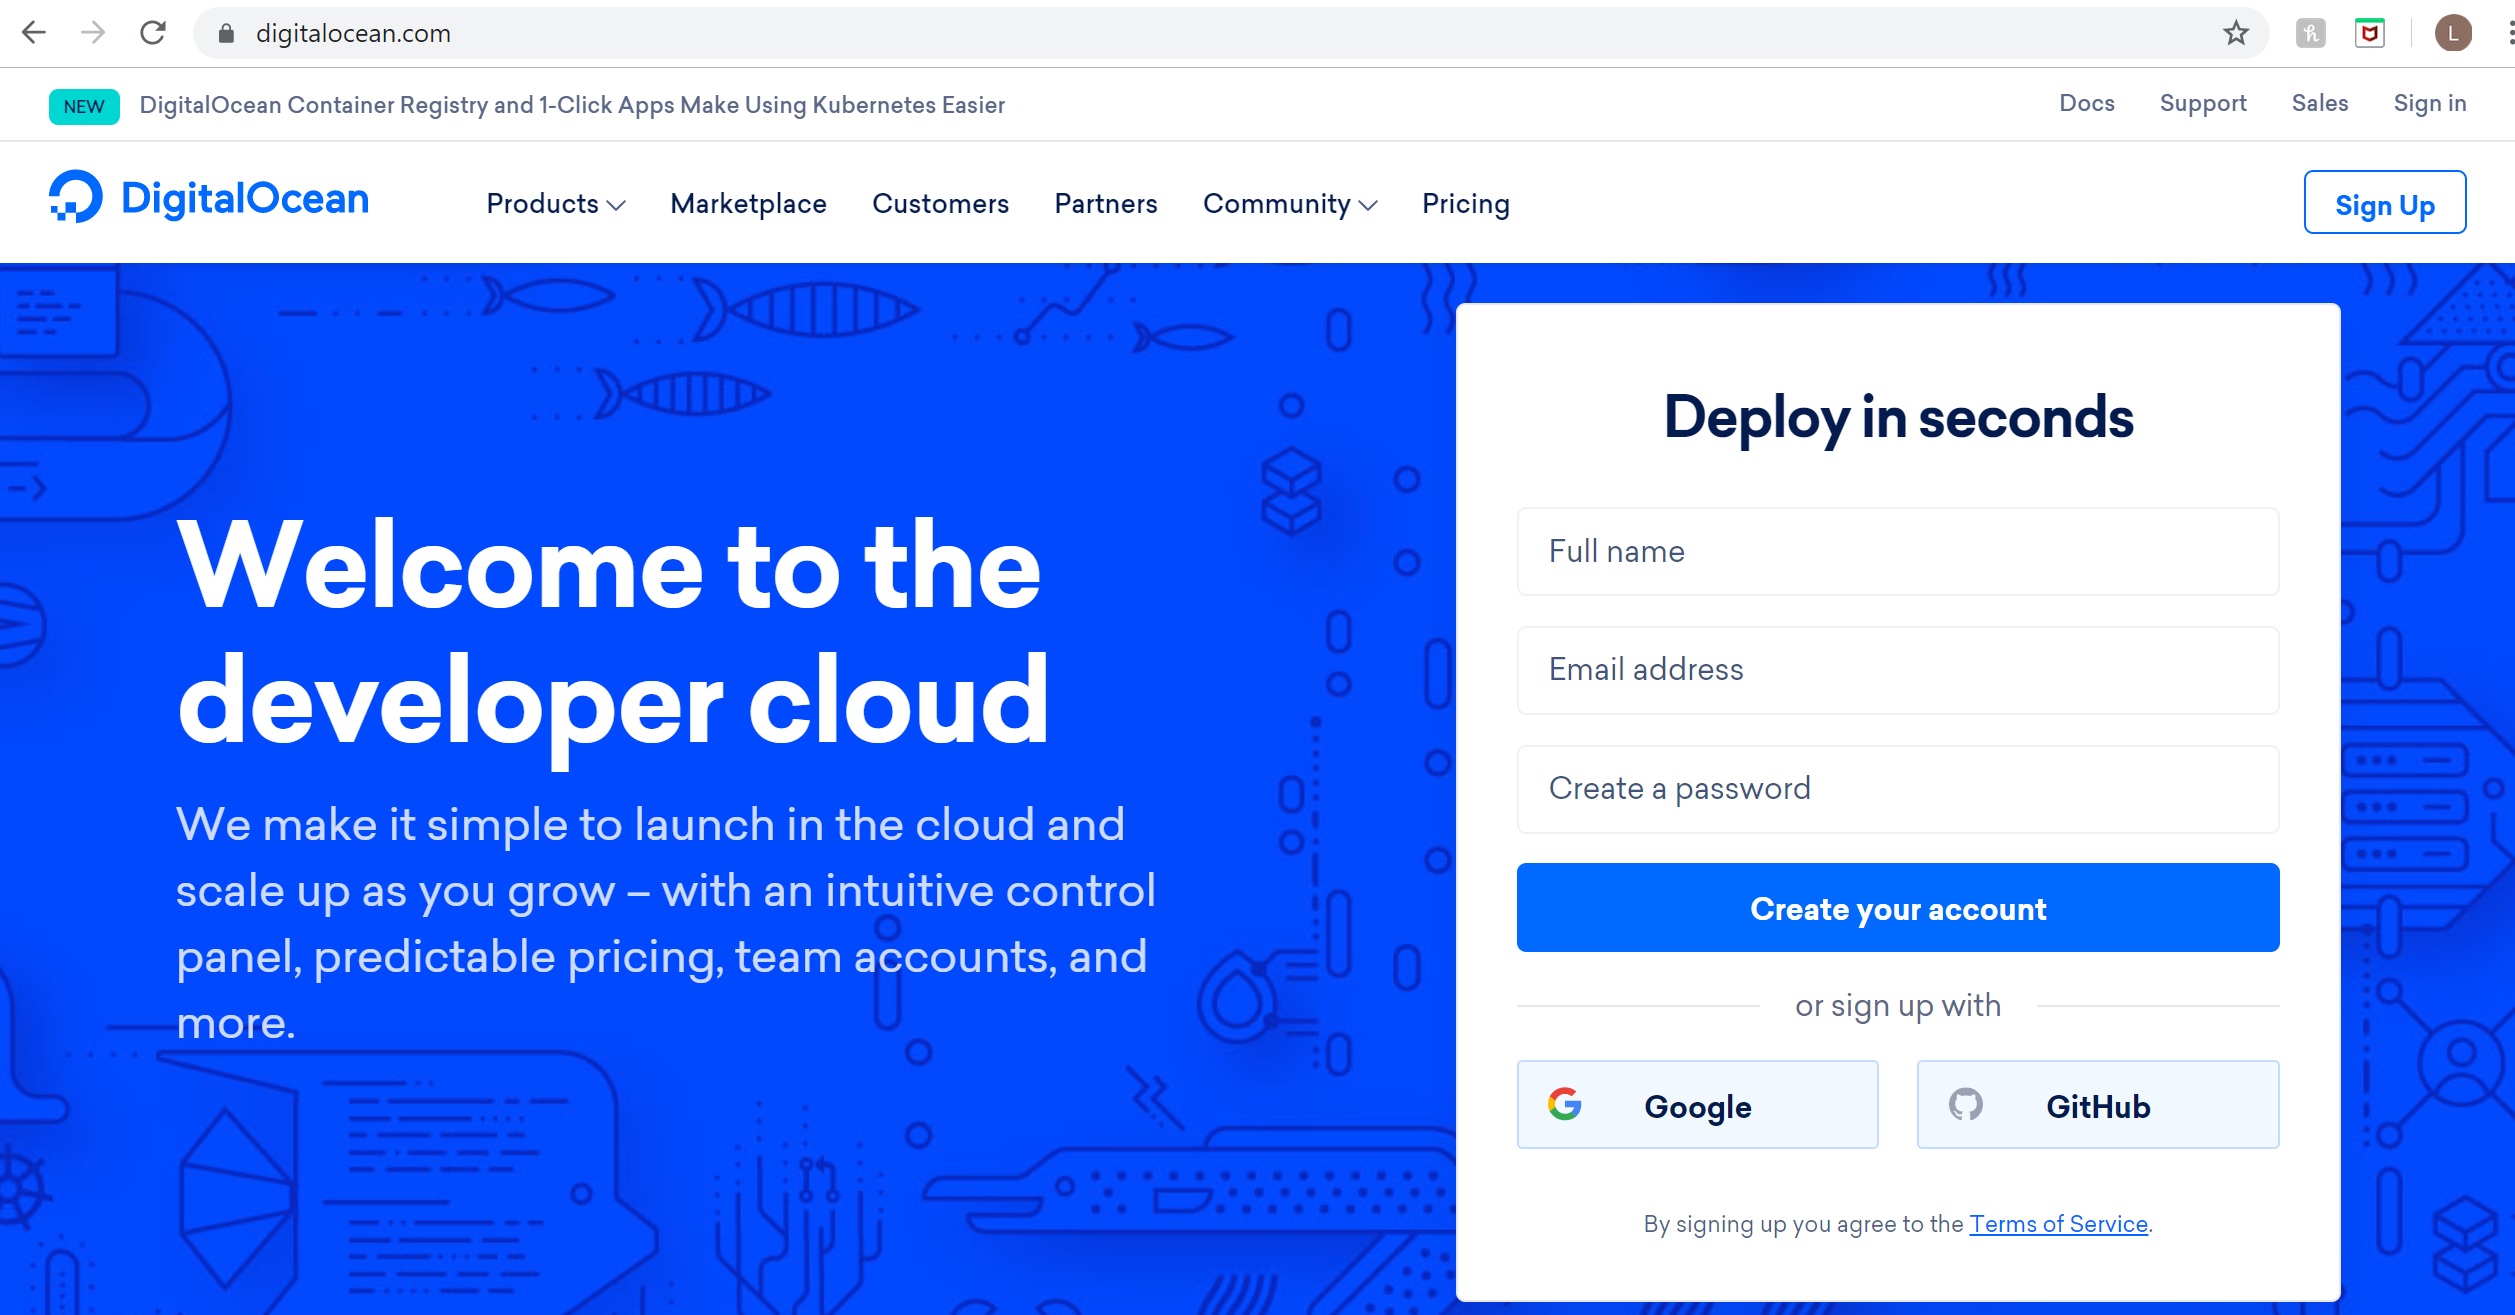 digitalocean.com
L
NEW DigitalOcean Container Registry and 1-Click Apps Make Using Kubernetes Easier
Docs Support Sales Sign in
DigitalOcean Products Marketplace Customers Partners Community Pricing Sign Up
Welcome to the
developer cloud
We make it simple to launch in the cloud and
scale up as you grow – with an intuitive control
panel, predictable pricing, team accounts, and
more.
Deploy in seconds
Full name
Email address
Create a password
Create your account
or sign up with
Google GitHub
By signing up you agree to the Terms of Service.